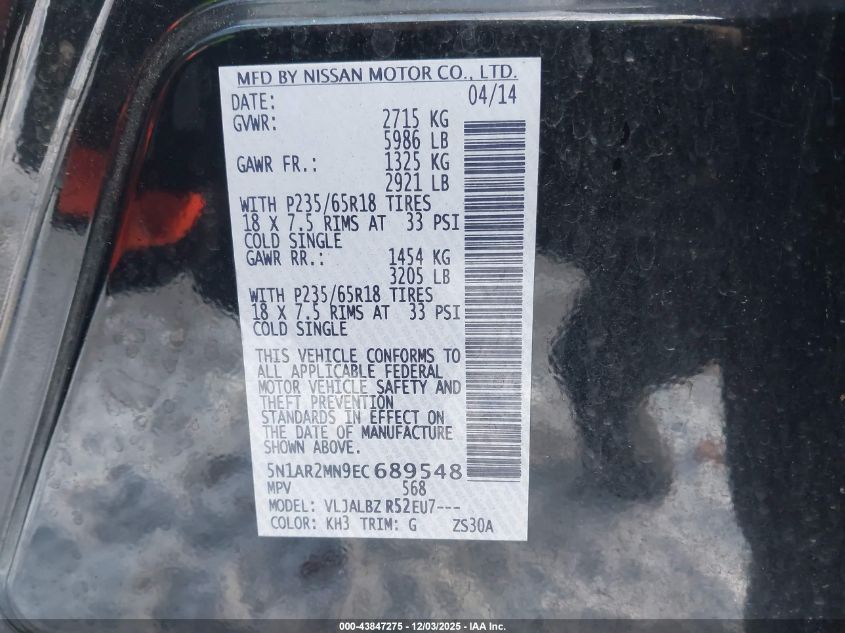 MFD BY NISSAN MOTOR CO., LTD.
DATE: 04/14
GVWR: 2715 KG
5986 LB
GAWR FR.: 1325 KG
2921 LB
WITH P235/65R18 TIRES
18 X 7.5 RIMS AT 33 PSI
COLD SINGLE
GAWR RR.: 1454 KG
3205 LB
WITH P235/65R18 TIRES
18 X 7.5 RIMS AT 33 PSI
COLD SINGLE
THIS VEHICLE CONFORMS TO
ALL APPLICABLE FEDERAL
MOTOR VEHICLE SAFETY AND
THEFT PREVENTION
STANDARDS IN EFFECT ON
THE DATE OF MANUFACTURE
SHOWN ABOVE.
5N1AR2MN9EC689548
MPV 568
MODEL: VLJALBZ R52EU7---
COLOR: KH3 TRIM: G ZS30A
000-43847275 - 12/03/2025 - IAA Inc.